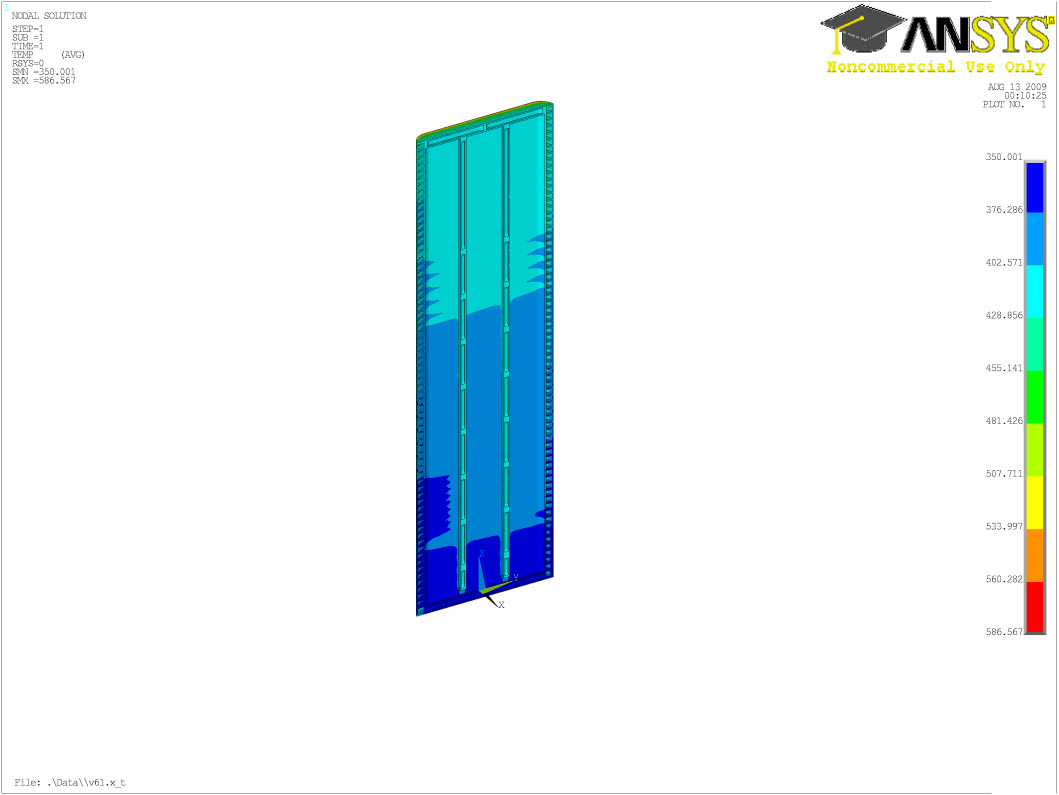 1
NODAL SOLUTION
STEP=1
SUB =1
TIME=1
TEMP (AVG)
RSYS=0
SMN =350.001
SMX =586.567
ANSYS
Noncommercial Use Only
AUG 13 2009
00:10:25
PLOT NO. 1
350.001
376.286
402.571
428.856
455.141
481.426
507.711
533.997
560.282
586.567
Z
Y
X
File: .\Data\\v61.x_t